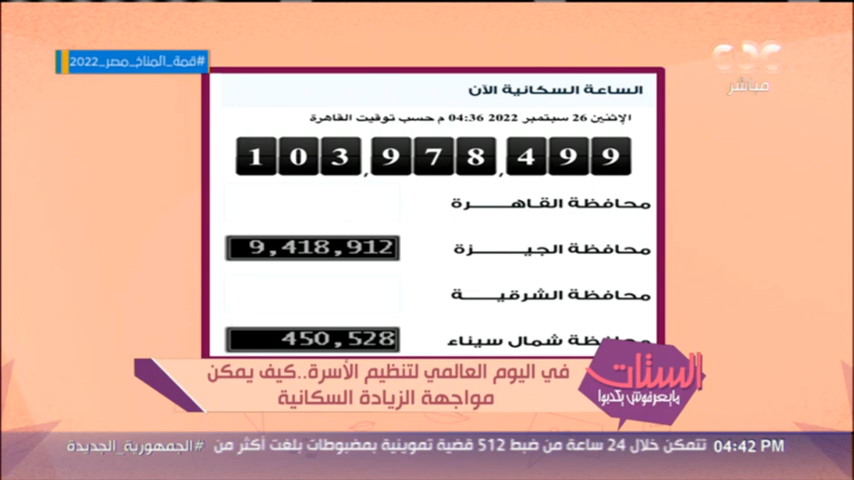 #قمة_المناخ_مصر_2022
CBC
مباشر
الساعة السكانية الآن
الإثنين 26 سبتمبر 2022 04:36 م حسب توقيت القاهرة
103,978,499
محافظة القاهــــــرة
محافظة الجيـــــزة
9,418,912
محافظة الشرقيـــــة
محافظة شمال سيناء
450,528
الستات
مايعرفوش يكدبوا
في اليوم العالمي لتنظيم الأسرة..كيف يمكن
مواجهة الزيادة السكانية
04:42 PM
تتمكن خلال 24 ساعة من ضبط 512 قضية تموينية بمضبوطات بلغت أكثر من
#الجمهورية_الجديدة